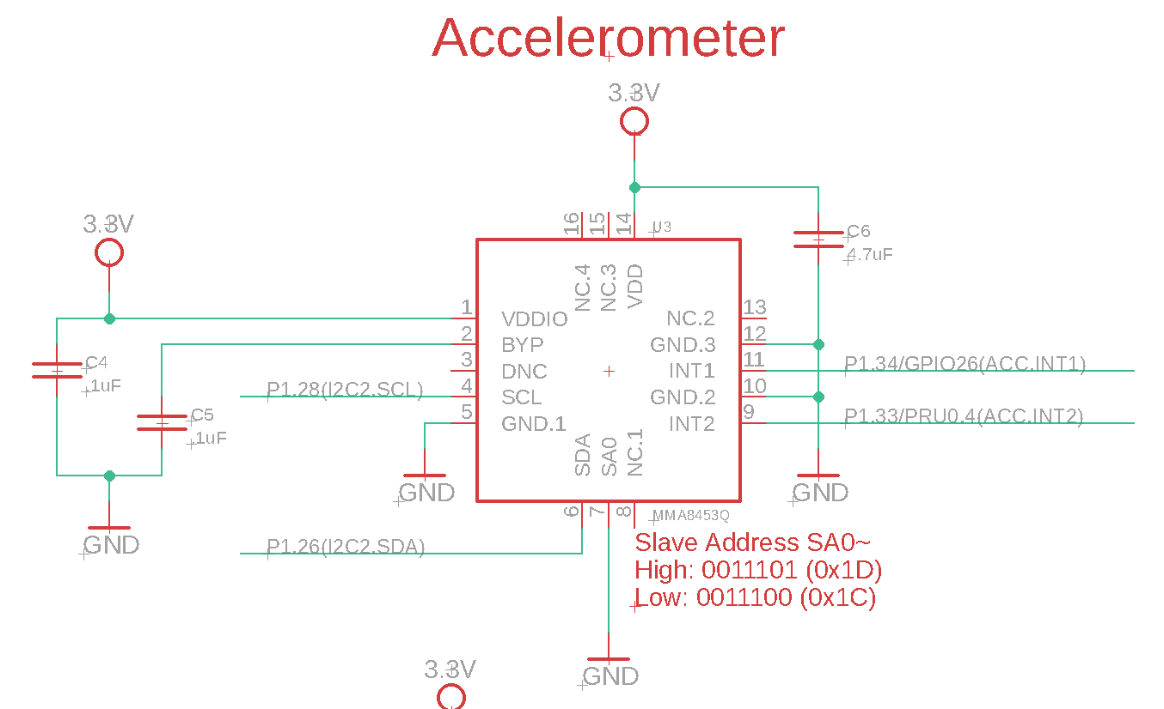 Accelerometer
3.3V
3.3V
16
15
14
U3
C6
4.7uF
NC.4
NC.3
VDD
1
VDDIO
NC.2
13
2
BYP
GND.3
12
C4
.1uF
3
DNC
INT1
11
P1.34/GPIO26(ACC.INT1)
P1.28(I2C2.SCL)
4
SCL
GND.2
10
C5
.1uF
5
GND.1
INT2
9
P1.33/PRU0.4(ACC.INT2)
SDA
SA0
NC.1
GND
GND
6
7
8
MMA8453Q
GND
P1.26(I2C2.SDA)
Slave Address SA0~
High: 0011101 (0x1D)
Low: 0011100 (0x1C)
3.3V
GND